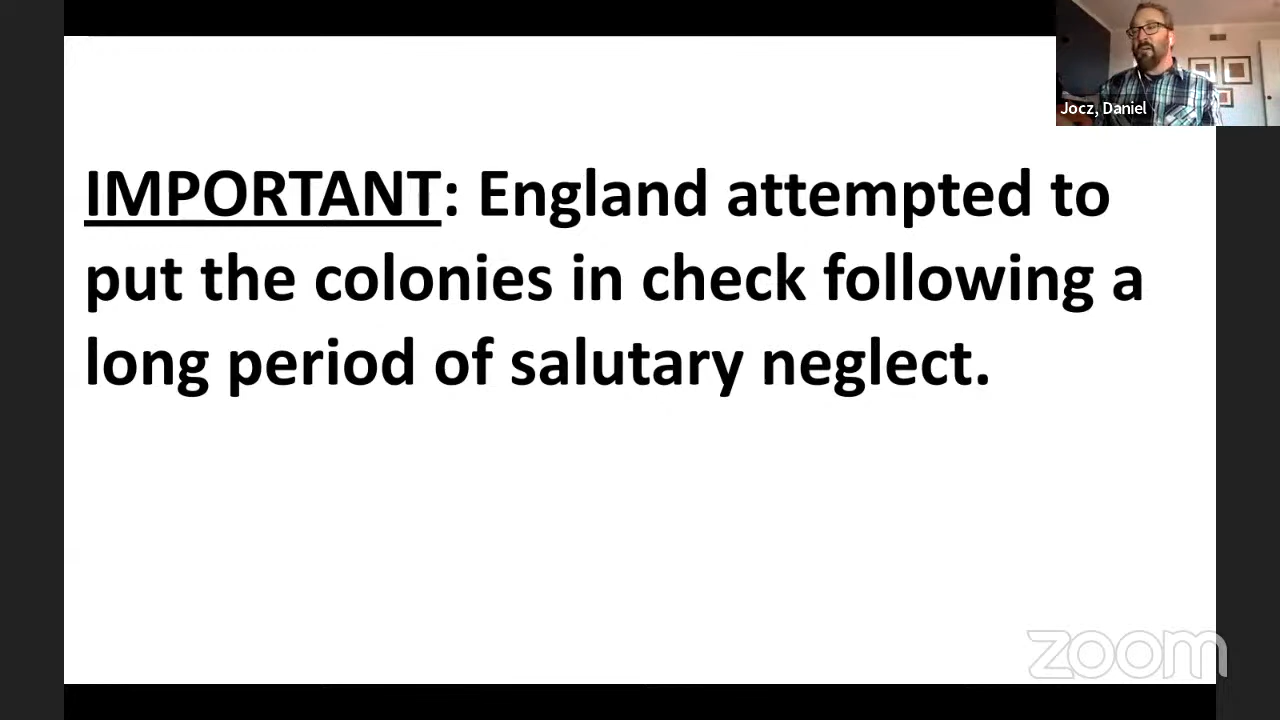 Jocz, Daniel
IMPORTANT: England attempted to
put the colonies in check following a
long period of salutary neglect.
zoom